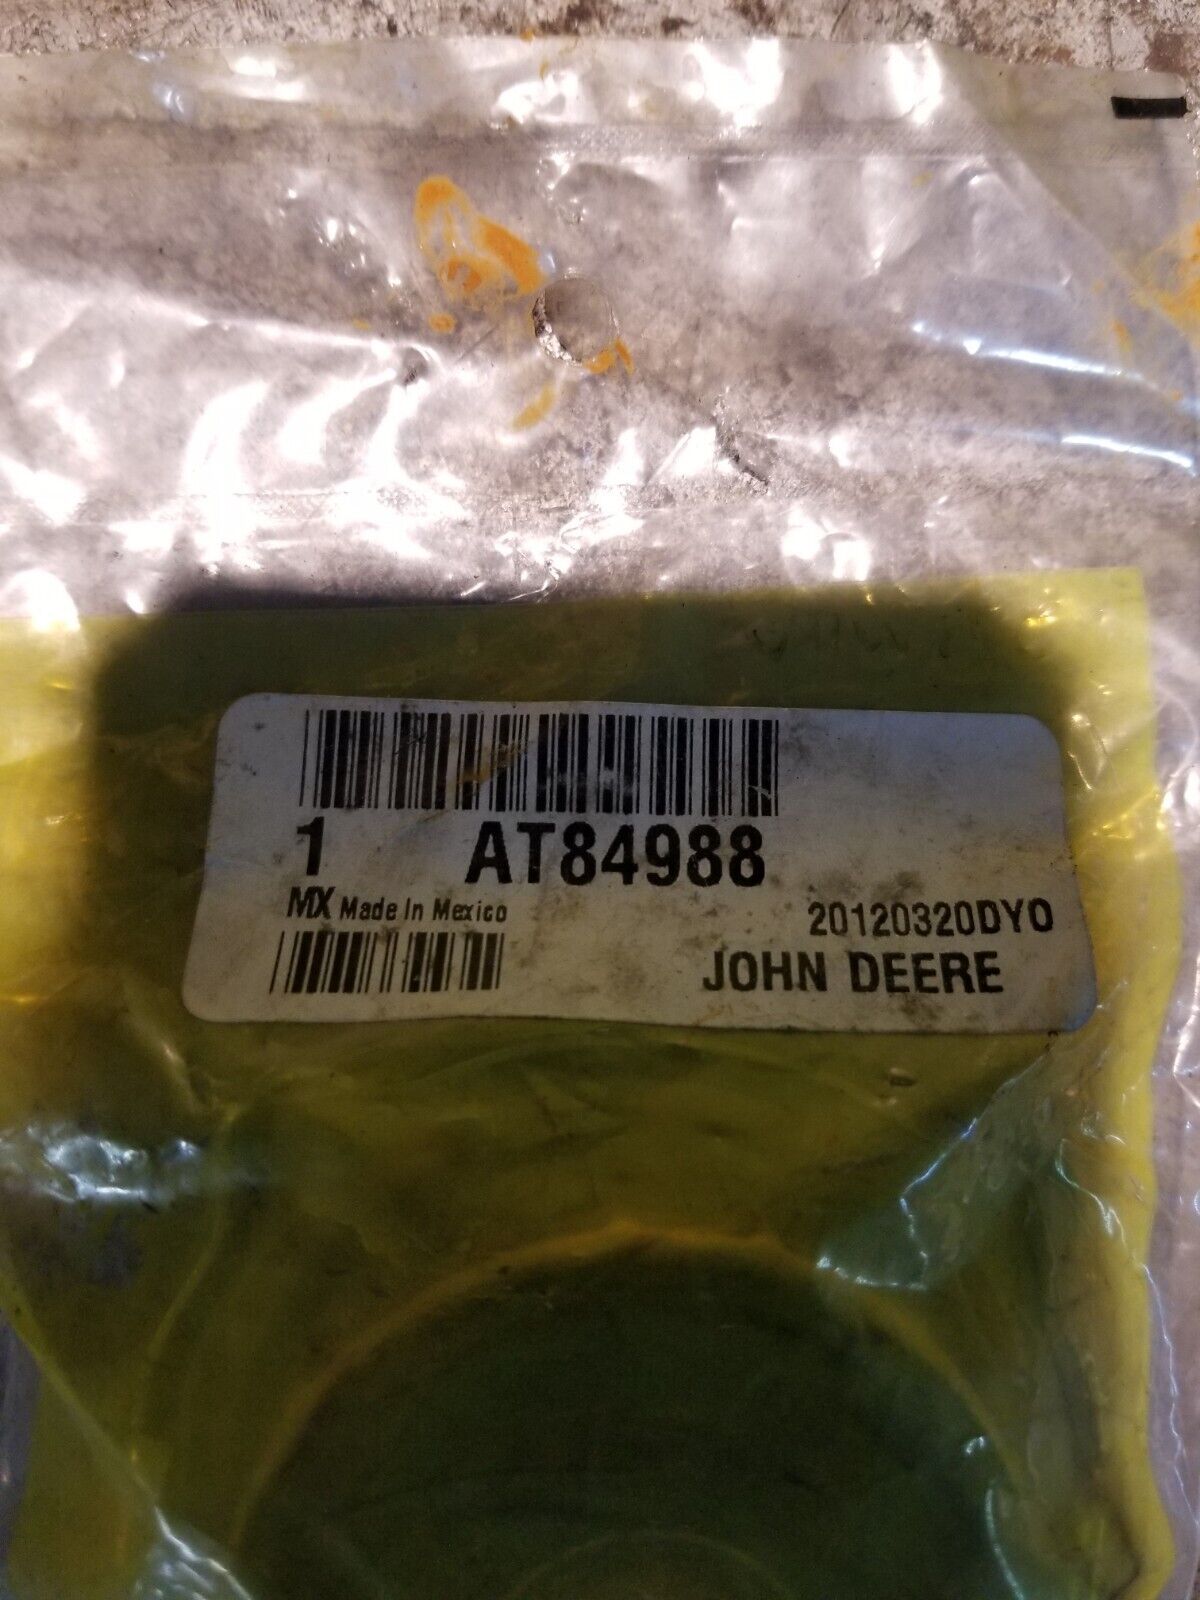 1 AT84988
MX Made In Mexico
20120320DYO
JOHN DEERE